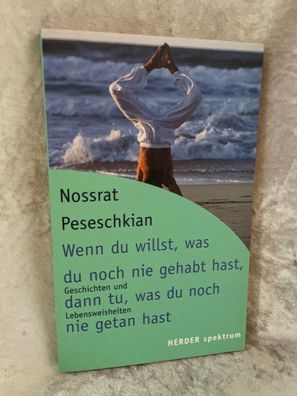 Nossrat
Peseschkian
Wenn du willst, was
du noch nie gehabt hast,
Geschichten und
dann tu, was du noch
Lebensweisheiten
nie getan hast
HERDER spektrum